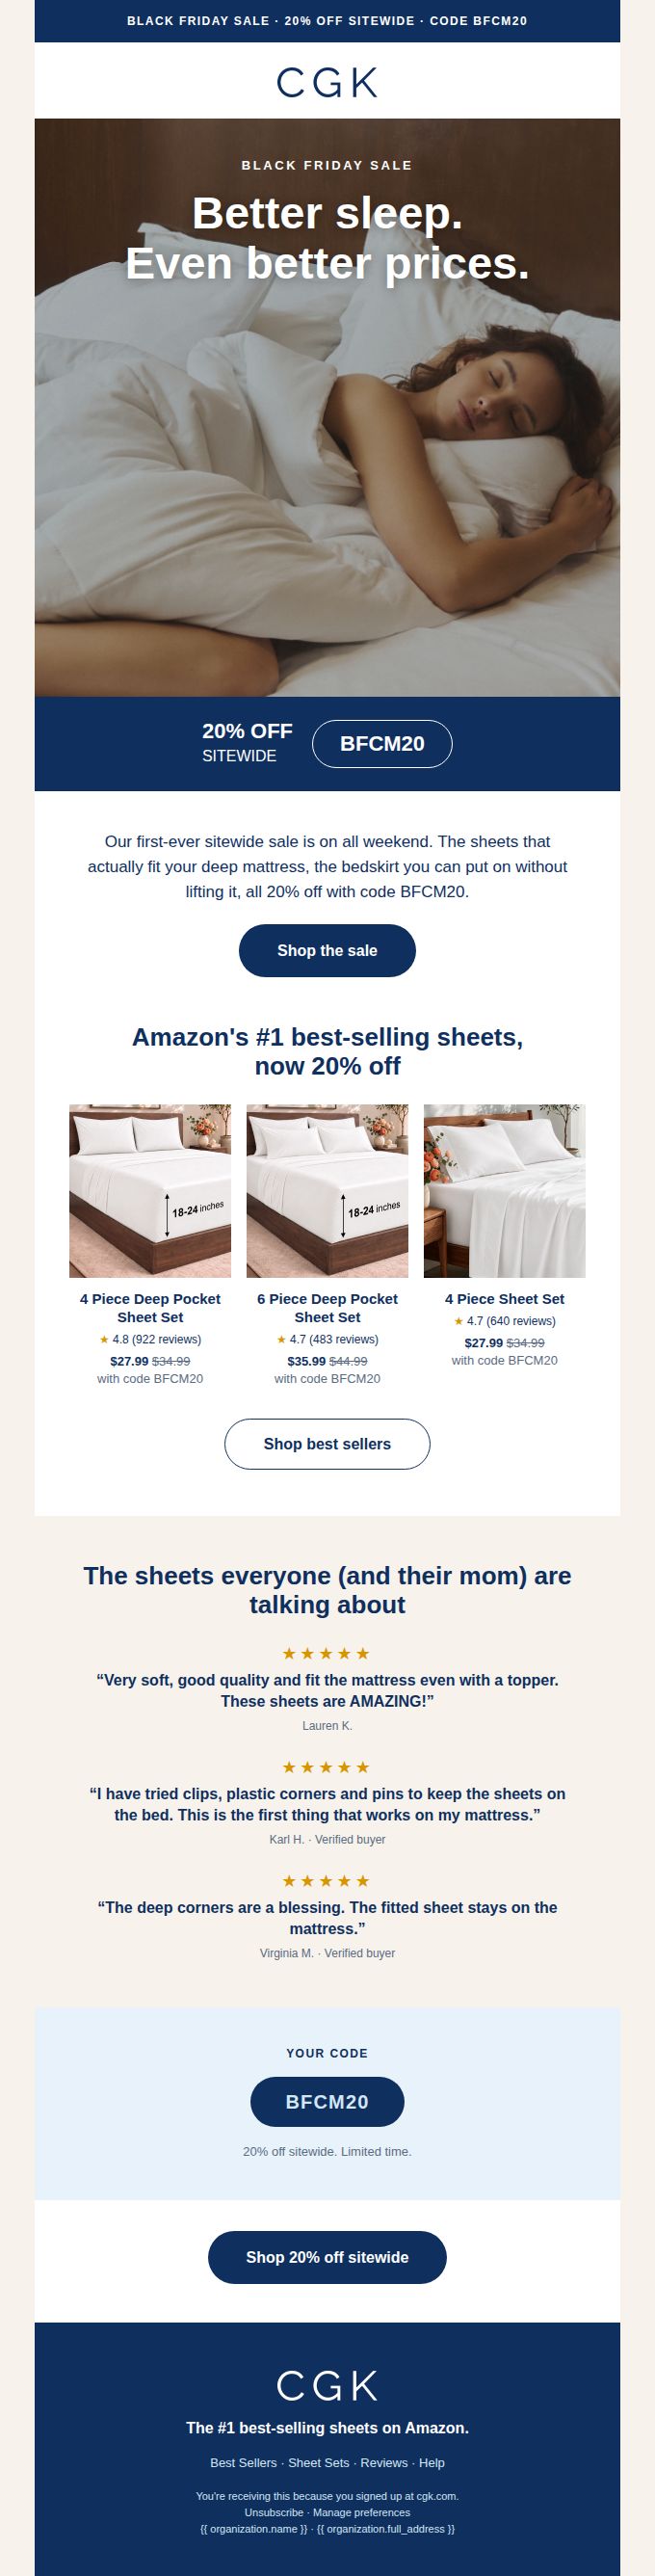 BLACK FRIDAY SALE · 20% OFF SITEWIDE · CODE BFCM20
CGK
BLACK FRIDAY SALE
Better sleep.
Even better prices.
20% OFF
SITEWIDE
BFCM20
Our first-ever sitewide sale is on all weekend. The sheets that
actually fit your deep mattress, the bedskirt you can put on without
lifting it, all 20% off with code BFCM20.
Shop the sale
Amazon's #1 best-selling sheets,
now 20% off
18-24 inches
4 Piece Deep Pocket
Sheet Set
★ 4.8 (922 reviews)
$27.99 $34.99
with code BFCM20
18-24 inches
6 Piece Deep Pocket
Sheet Set
★ 4.7 (483 reviews)
$35.99 $44.99
with code BFCM20
4 Piece Sheet Set
★ 4.7 (640 reviews)
$27.99 $34.99
with code BFCM20
Shop best sellers
The sheets everyone (and their mom) are
talking about
★★★★★
“Very soft, good quality and fit the mattress even with a topper.
These sheets are AMAZING!”
Lauren K.
★★★★★
“I have tried clips, plastic corners and pins to keep the sheets on
the bed. This is the first thing that works on my mattress.”
Karl H. · Verified buyer
★★★★★
“The deep corners are a blessing. The fitted sheet stays on the
mattress.”
Virginia M. · Verified buyer
YOUR CODE
BFCM20
20% off sitewide. Limited time.
Shop 20% off sitewide
CGK
The #1 best-selling sheets on Amazon.
Best Sellers · Sheet Sets · Reviews · Help
You're receiving this because you signed up at cgk.com.
Unsubscribe · Manage preferences
{{ organization.name }} · {{ organization.full_address }}